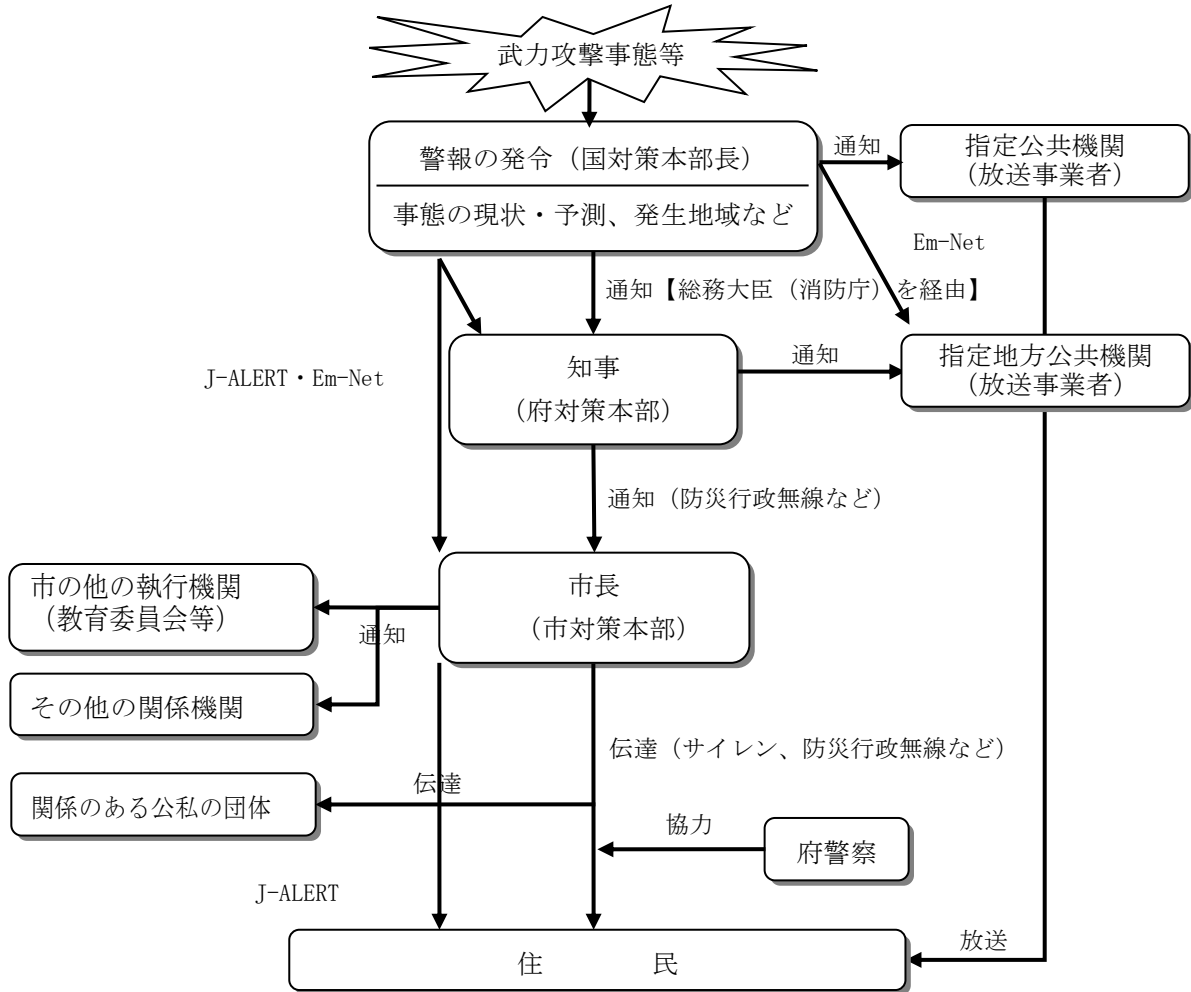 武力攻撃事態等
警報の発令（国対策本部長）
事態の現状・予測、発生地域など
通知
指定公共機関
（放送事業者）
Em-Net
通知【総務大臣（消防庁）を経由】
J-ALERT・Em-Net
知事
（府対策本部）
通知
指定地方公共機関
（放送事業者）
通知（防災行政無線など）
市長
（市対策本部）
市の他の執行機関
（教育委員会等）
通知
その他の関係機関
伝達（サイレン、防災行政無線など）
関係のある公私の団体
伝達
協力
府警察
J-ALERT
放送
住　　　民